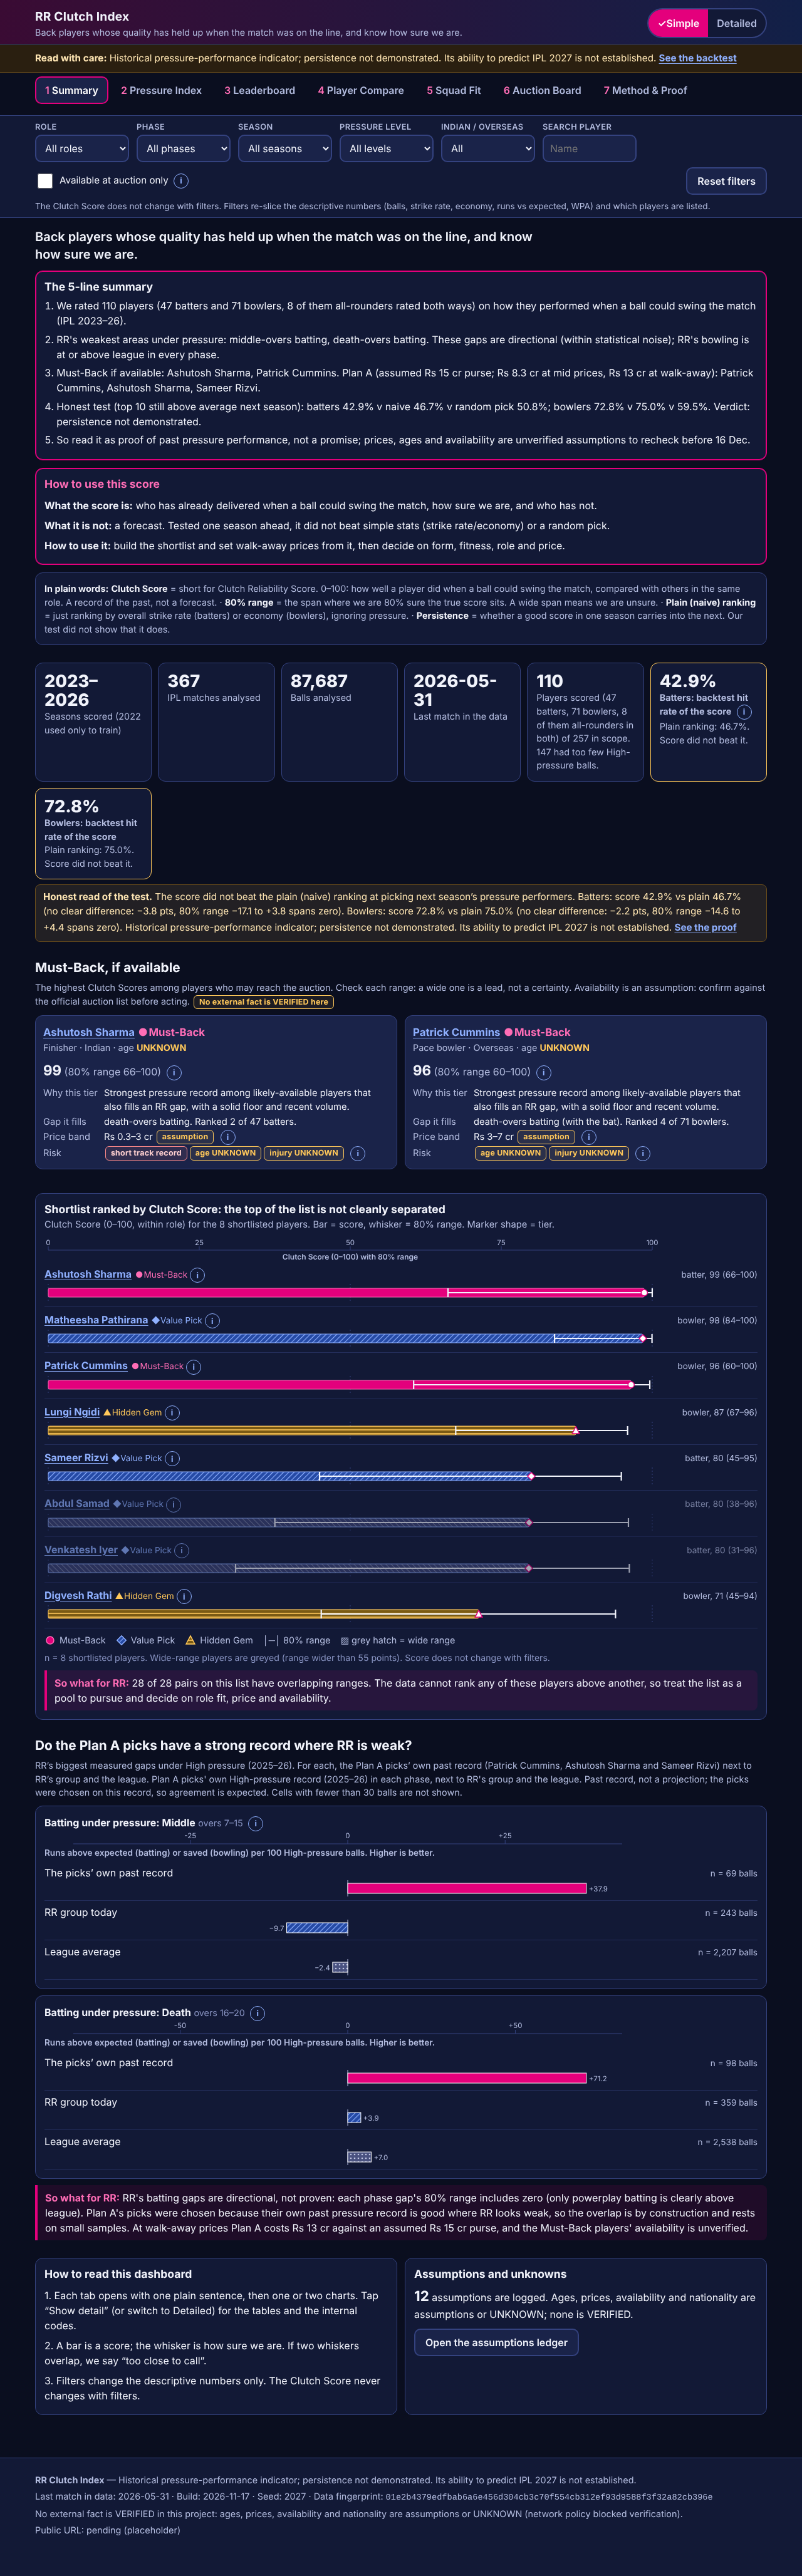 RR Clutch Index
Back players whose quality has held up when the match was on the line, and know how sure we are.
✓Simple
Detailed
Read with care: Historical pressure-performance indicator; persistence not demonstrated. Its ability to predict IPL 2027 is not established. See the backtest
1 Summary
2 Pressure Index
3 Leaderboard
4 Player Compare
5 Squad Fit
6 Auction Board
7 Method & Proof
ROLE
PHASE
SEASON
PRESSURE LEVEL
INDIAN / OVERSEAS
SEARCH PLAYER
All roles
All phases
All seasons
All levels
All
Name
Available at auction only
i
Reset filters
The Clutch Score does not change with filters. Filters re-slice the descriptive numbers (balls, strike rate, economy, runs vs expected, WPA) and which players are listed.
Back players whose quality has held up when the match was on the line, and know
how sure we are.
The 5-line summary
1. We rated 110 players (47 batters and 71 bowlers, 8 of them all-rounders rated both ways) on how they performed when a ball could swing the match
(IPL 2023–26).
2. RR's weakest areas under pressure: middle-overs batting, death-overs batting. These gaps are directional (within statistical noise); RR's bowling is
at or above league in every phase.
3. Must-Back if available: Ashutosh Sharma, Patrick Cummins. Plan A (assumed Rs 15 cr purse; Rs 8.3 cr at mid prices, Rs 13 cr at walk-away): Patrick
Cummins, Ashutosh Sharma, Sameer Rizvi.
4. Honest test (top 10 still above average next season): batters 42.9% v naive 46.7% v random pick 50.8%; bowlers 72.8% v 75.0% v 59.5%. Verdict:
persistence not demonstrated.
5. So read it as proof of past pressure performance, not a promise; prices, ages and availability are unverified assumptions to recheck before 16 Dec.
How to use this score
What the score is: who has already delivered when a ball could swing the match, how sure we are, and who has not.
What it is not: a forecast. Tested one season ahead, it did not beat simple stats (strike rate/economy) or a random pick.
How to use it: build the shortlist and set walk-away prices from it, then decide on form, fitness, role and price.
In plain words: Clutch Score = short for Clutch Reliability Score. 0–100: how well a player did when a ball could swing the match, compared with others in the same
role. A record of the past, not a forecast. · 80% range = the span where we are 80% sure the true score sits. A wide span means we are unsure. · Plain (naive) ranking
= just ranking by overall strike rate (batters) or economy (bowlers), ignoring pressure. · Persistence = whether a good score in one season carries into the next. Our
test did not show that it does.
2023–
2026
Seasons scored (2022
used only to train)
367
IPL matches analysed
87,687
Balls analysed
2026-05-
31
Last match in the data
110
Players scored (47
batters, 71 bowlers, 8
of them all-rounders in
both) of 257 in scope.
147 had too few High-
pressure balls.
42.9%
Batters: backtest hit
rate of the score i
Plain ranking: 46.7%.
Score did not beat it.
72.8%
Bowlers: backtest hit
rate of the score
Plain ranking: 75.0%.
Score did not beat it.
Honest read of the test. The score did not beat the plain (naive) ranking at picking next season's pressure performers. Batters: score 42.9% vs plain 46.7%
(no clear difference: −3.8 pts, 80% range −17.1 to +3.8 spans zero). Bowlers: score 72.8% vs plain 75.0% (no clear difference: −2.2 pts, 80% range −14.6 to
+4.4 spans zero). Historical pressure-performance indicator; persistence not demonstrated. Its ability to predict IPL 2027 is not established. See the proof
Must-Back, if available
The highest Clutch Scores among players who may reach the auction. Check each range: a wide one is a lead, not a certainty. Availability is an assumption: confirm against
the official auction list before acting. No external fact is VERIFIED here
Ashutosh Sharma Must-Back
Finisher · Indian · age UNKNOWN
99 (80% range 66–100) i
Why this tier Strongest pressure record among likely-available players that
also fills an RR gap, with a solid floor and recent volume.
Gap it fills death-overs batting. Ranked 2 of 47 batters.
Price band Rs 0.3–3 cr assumption i
Risk short track record age UNKNOWN injury UNKNOWN i
Patrick Cummins Must-Back
Pace bowler · Overseas · age UNKNOWN
96 (80% range 60–100) i
Why this tier Strongest pressure record among likely-available players that
also fills an RR gap, with a solid floor and recent volume.
Gap it fills death-overs batting (with the bat). Ranked 4 of 71 bowlers.
Price band Rs 3–7 cr assumption i
Risk age UNKNOWN injury UNKNOWN i
Shortlist ranked by Clutch Score: the top of the list is not cleanly separated
Clutch Score (0–100, within role) for the 8 shortlisted players. Bar = score, whisker = 80% range. Marker shape = tier.
0 25 50 75 100
Clutch Score (0–100) with 80% range
Ashutosh Sharma Must-Back i batter, 99 (66–100)
Matheesha Pathirana Value Pick i bowler, 98 (84–100)
Patrick Cummins Must-Back i bowler, 96 (60–100)
Lungi Ngidi Hidden Gem i bowler, 87 (67–96)
Sameer Rizvi Value Pick i batter, 80 (45–95)
Abdul Samad Value Pick i batter, 80 (38–96)
Venkatesh Iyer Value Pick i batter, 80 (31–96)
Digvesh Rathi Hidden Gem i bowler, 71 (45–94)
Must-Back Value Pick Hidden Gem 80% range grey hatch = wide range
n = 8 shortlisted players. Wide-range players are greyed (range wider than 55 points). Score does not change with filters.
So what for RR: 28 of 28 pairs on this list have overlapping ranges. The data cannot rank any of these players above another, so treat the list as a
pool to pursue and decide on role fit, price and availability.
Do the Plan A picks have a strong record where RR is weak?
RR's biggest measured gaps under High pressure (2025–26). For each, the Plan A picks' own past record (Patrick Cummins, Ashutosh Sharma and Sameer Rizvi) next to
RR's group and the league. Plan A picks' own High-pressure record (2025–26) in each phase, next to RR's group and the league. Past record, not a projection; the picks
were chosen on this record, so agreement is expected. Cells with fewer than 30 balls are not shown.
Batting under pressure: Middle overs 7–15 i
-25 0 +25
Runs above expected (batting) or saved (bowling) per 100 High-pressure balls. Higher is better.
The picks' own past record n = 69 balls
+37.9
RR group today n = 243 balls
−9.7
League average n = 2,207 balls
−2.4
Batting under pressure: Death overs 16–20 i
-50 0 +50
Runs above expected (batting) or saved (bowling) per 100 High-pressure balls. Higher is better.
The picks' own past record n = 98 balls
+71.2
RR group today n = 359 balls
+3.9
League average n = 2,538 balls
+7.0
So what for RR: RR's batting gaps are directional, not proven: each phase gap's 80% range includes zero (only powerplay batting is clearly above
league). Plan A's picks were chosen because their own past pressure record is good where RR looks weak, so the overlap is by construction and rests
on small samples. At walk-away prices Plan A costs Rs 13 cr against an assumed Rs 15 cr purse, and the Must-Back players' availability is unverified.
How to read this dashboard
1. Each tab opens with one plain sentence, then one or two charts. Tap
“Show detail” (or switch to Detailed) for the tables and the internal
codes.
2. A bar is a score; the whisker is how sure we are. If two whiskers
overlap, we say “too close to call”.
3. Filters change the descriptive numbers only. The Clutch Score never
changes with filters.
Assumptions and unknowns
12 assumptions are logged. Ages, prices, availability and nationality are
assumptions or UNKNOWN; none is VERIFIED.
Open the assumptions ledger
RR Clutch Index — Historical pressure-performance indicator; persistence not demonstrated. Its ability to predict IPL 2027 is not established.
Last match in data: 2026-05-31 · Build: 2026-11-17 · Seed: 2027 · Data fingerprint: 01e2b4379edfbab6a6e456d304cb3c70f554cb312ef93d9588f3f32a82cb396e
No external fact is VERIFIED in this project: ages, prices, availability and nationality are assumptions or UNKNOWN (network policy blocked verification).
Public URL: pending (placeholder)